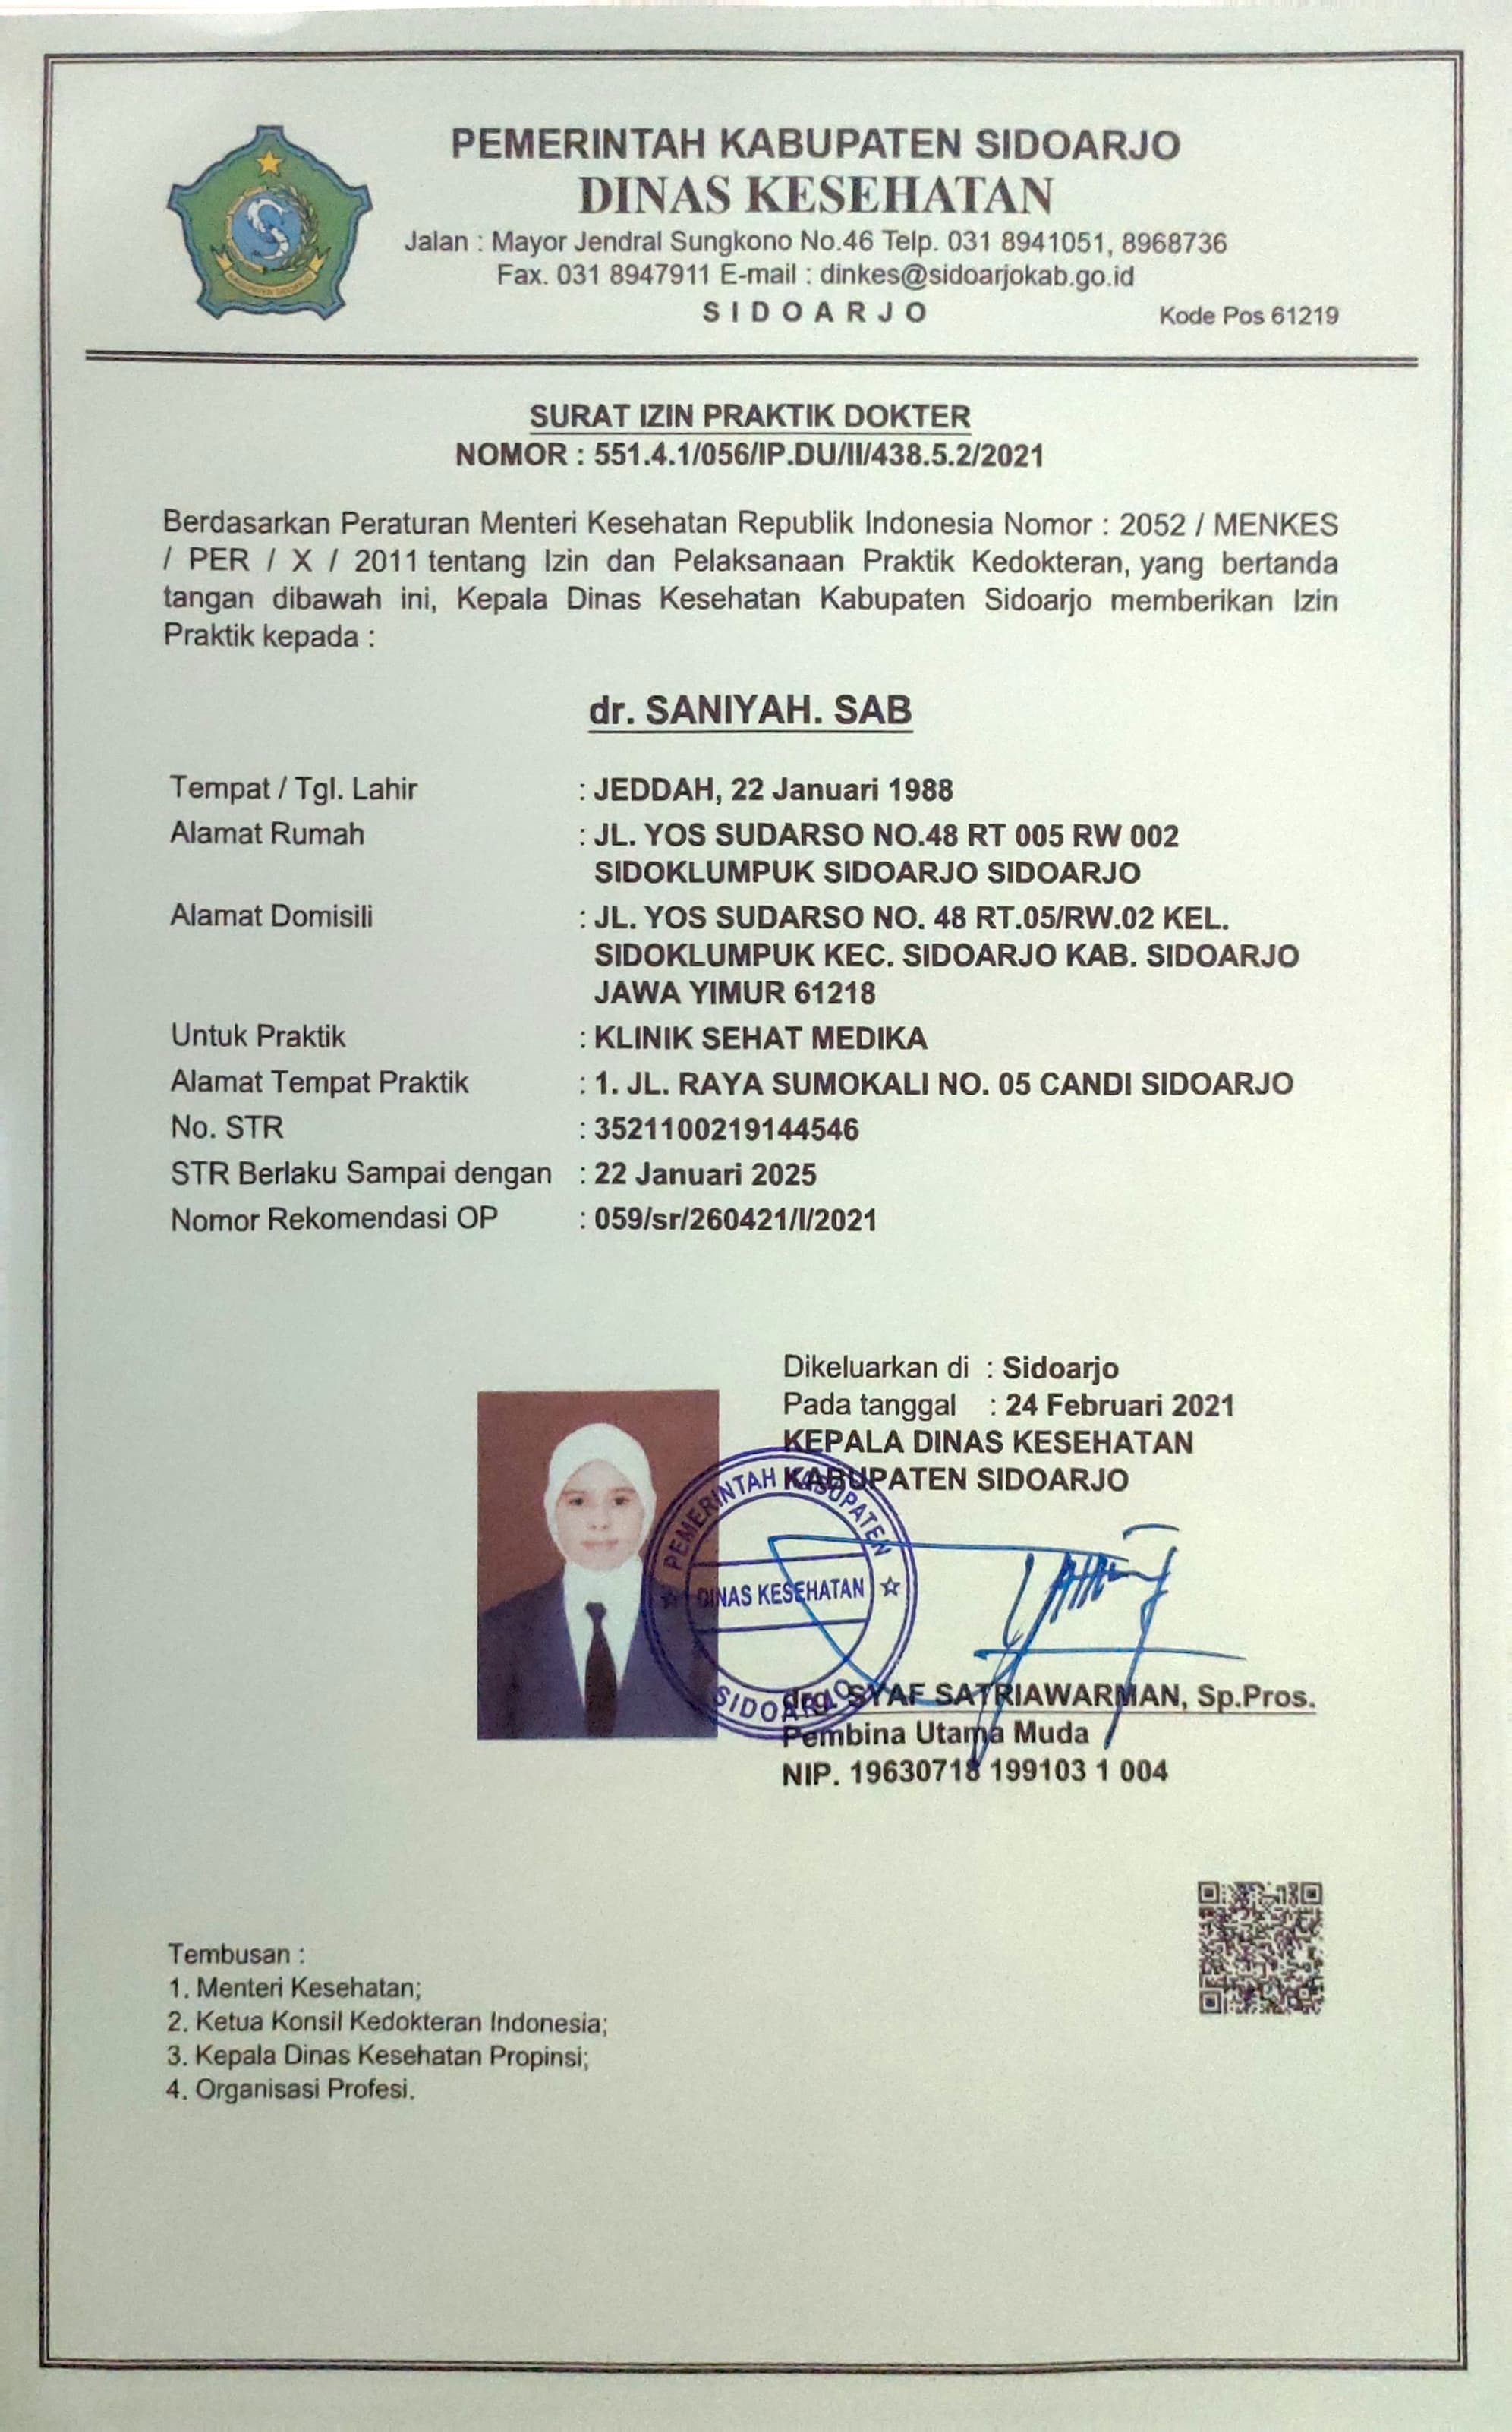 PEMERINTAH KABUPATEN SIDOARJO
DINAS KESEHATAN
Jalan : Mayor Jendral Sungkono No.46 Telp. 031 8941051, 8968736
Fax. 031 8947911 E-mail : dinkes@sidoarjokab.go.id
SIDOARJO Kode Pos 61219
SURAT IZIN PRAKTIK DOKTER
NOMOR : 551.4.1/056/IP.DU/II/438.5.2/2021
Berdasarkan Peraturan Menteri Kesehatan Republik Indonesia Nomor : 2052 / MENKES
/ PER / X / 2011 tentang Izin dan Pelaksanaan Praktik Kedokteran, yang bertanda
tangan dibawah ini, Kepala Dinas Kesehatan Kabupaten Sidoarjo memberikan Izin
Praktik kepada :
dr. SANIYAH. SAB
Tempat / Tgl. Lahir : JEDDAH, 22 Januari 1988
Alamat Rumah : JL. YOS SUDARSO NO.48 RT 005 RW 002
SIDOKLUMPUK SIDOARJO SIDOARJO
Alamat Domisili : JL. YOS SUDARSO NO. 48 RT.05/RW.02 KEL.
SIDOKLUMPUK KEC. SIDOARJO KAB. SIDOARJO
JAWA YIMUR 61218
Untuk Praktik : KLINIK SEHAT MEDIKA
Alamat Tempat Praktik : 1. JL. RAYA SUMOKALI NO. 05 CANDI SIDOARJO
No. STR : 3521100219144546
STR Berlaku Sampai dengan : 22 Januari 2025
Nomor Rekomendasi OP : 059/sr/260421/I/2021
Dikeluarkan di : Sidoarjo
Pada tanggal : 24 Februari 2021
KEPALA DINAS KESEHATAN
KABUPATEN SIDOARJO
PEMERINTAH KABUPATEN
DINAS KESEHATAN
SIDOARJO
drg. SYAF SATRIAWARMAN, Sp.Pros.
Pembina Utama Muda
NIP. 19630718 199103 1 004
Tembusan :
1. Menteri Kesehatan;
2. Ketua Konsil Kedokteran Indonesia;
3. Kepala Dinas Kesehatan Propinsi;
4. Organisasi Profesi.